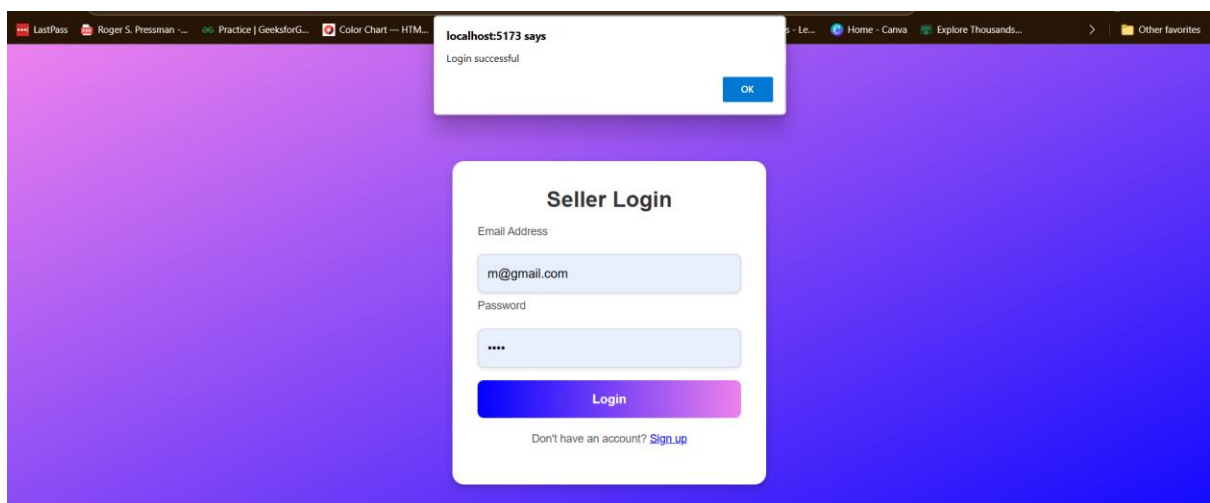 LastPass Roger S. Pressman -... Practice | GeeksforG... Color Chart — HTM... s - Le... Home - Canva Explore Thousands... Other favorites
localhost:5173 says
Login successful
OK
Seller Login
Email Address
m@gmail.com
Password
••••
Login
Don't have an account? Sign up